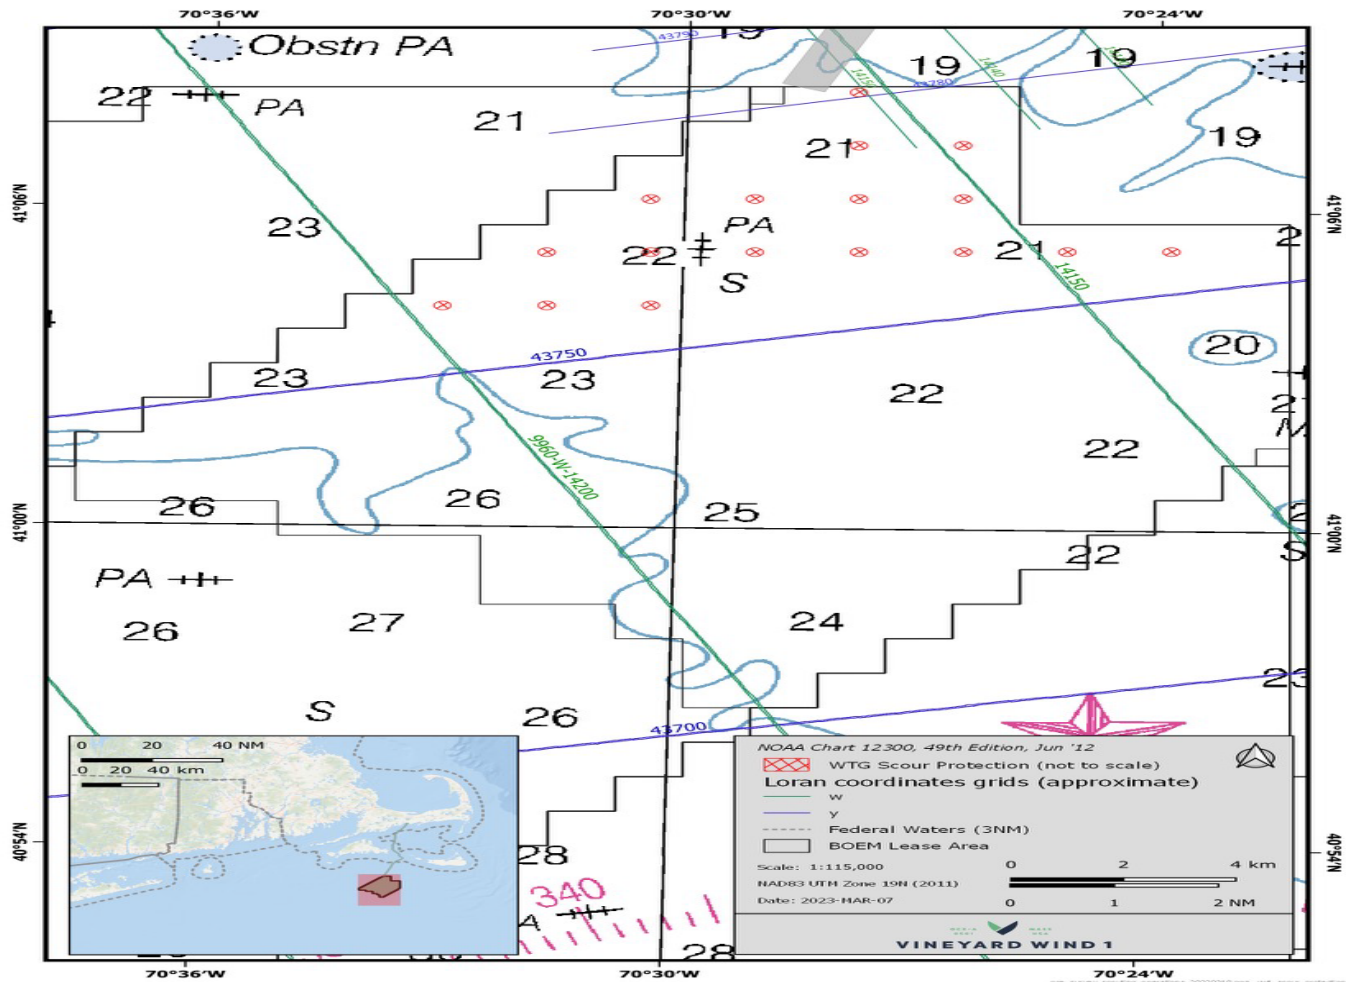 70°36'W 70°30'W 70°24'W
Obstn PA
43790
19
19
19
14140
43780
22
PA
21
21
19
41°06'N
41°06'N
23
PA
22
21
S
14150
43750
20
23
23
22
22
9960-W-14200
26
26
25
41°00'N
41°00'N
22
S
PA
26
27
24
S
26
43700
23
0 20 40 NM
0 20 40 km
NOAA Chart 12300, 49th Edition, Jun '12
WTG Scour Protection (not to scale)
Loran coordinates grids (approximate)
w
y
Federal Waters (3NM)
BOEM Lease Area
Scale: 1:115,000
NAD83 UTM Zone 19N (2011)
Date: 2023-MAR-07
0 2 4 km
0 1 2 NM
VINEYARD WIND 1
40°54'N
40°54'N
28
340
28
70°36'W 70°30'W 70°24'W